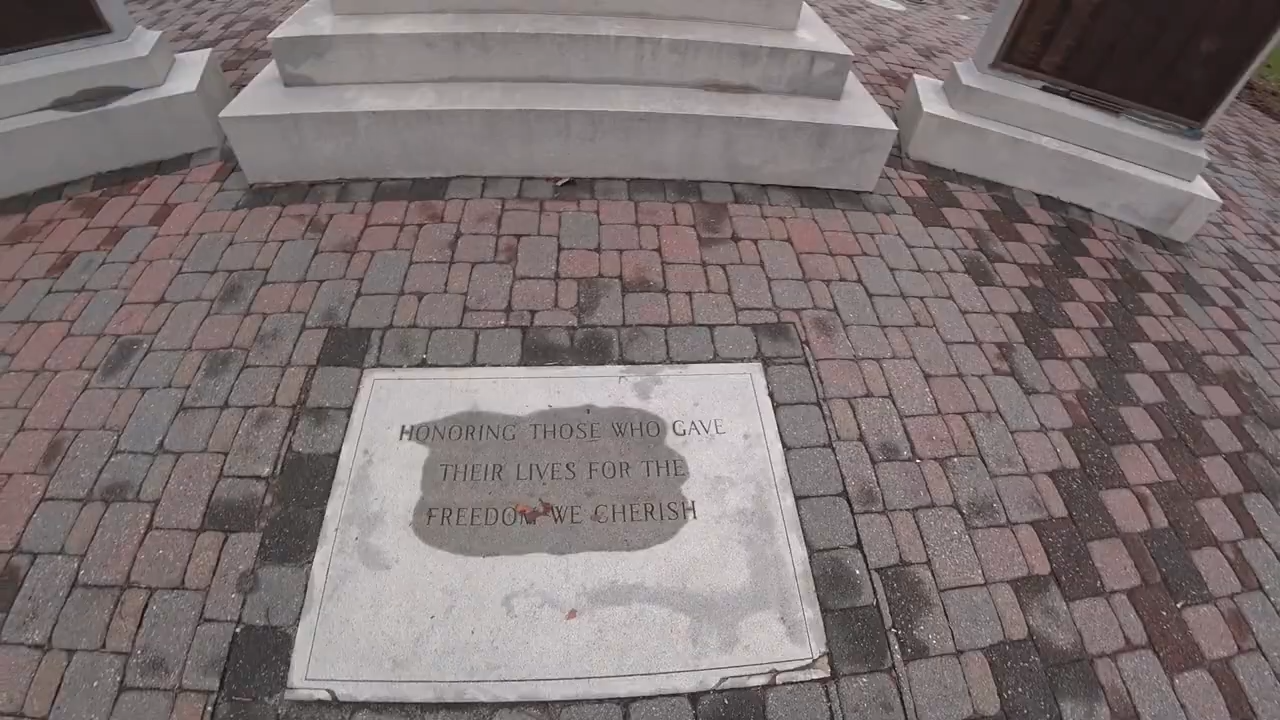 HONORING THOSE WHO GAVE
THEIR LIVES FOR THE
FREEDOM WE CHERISH